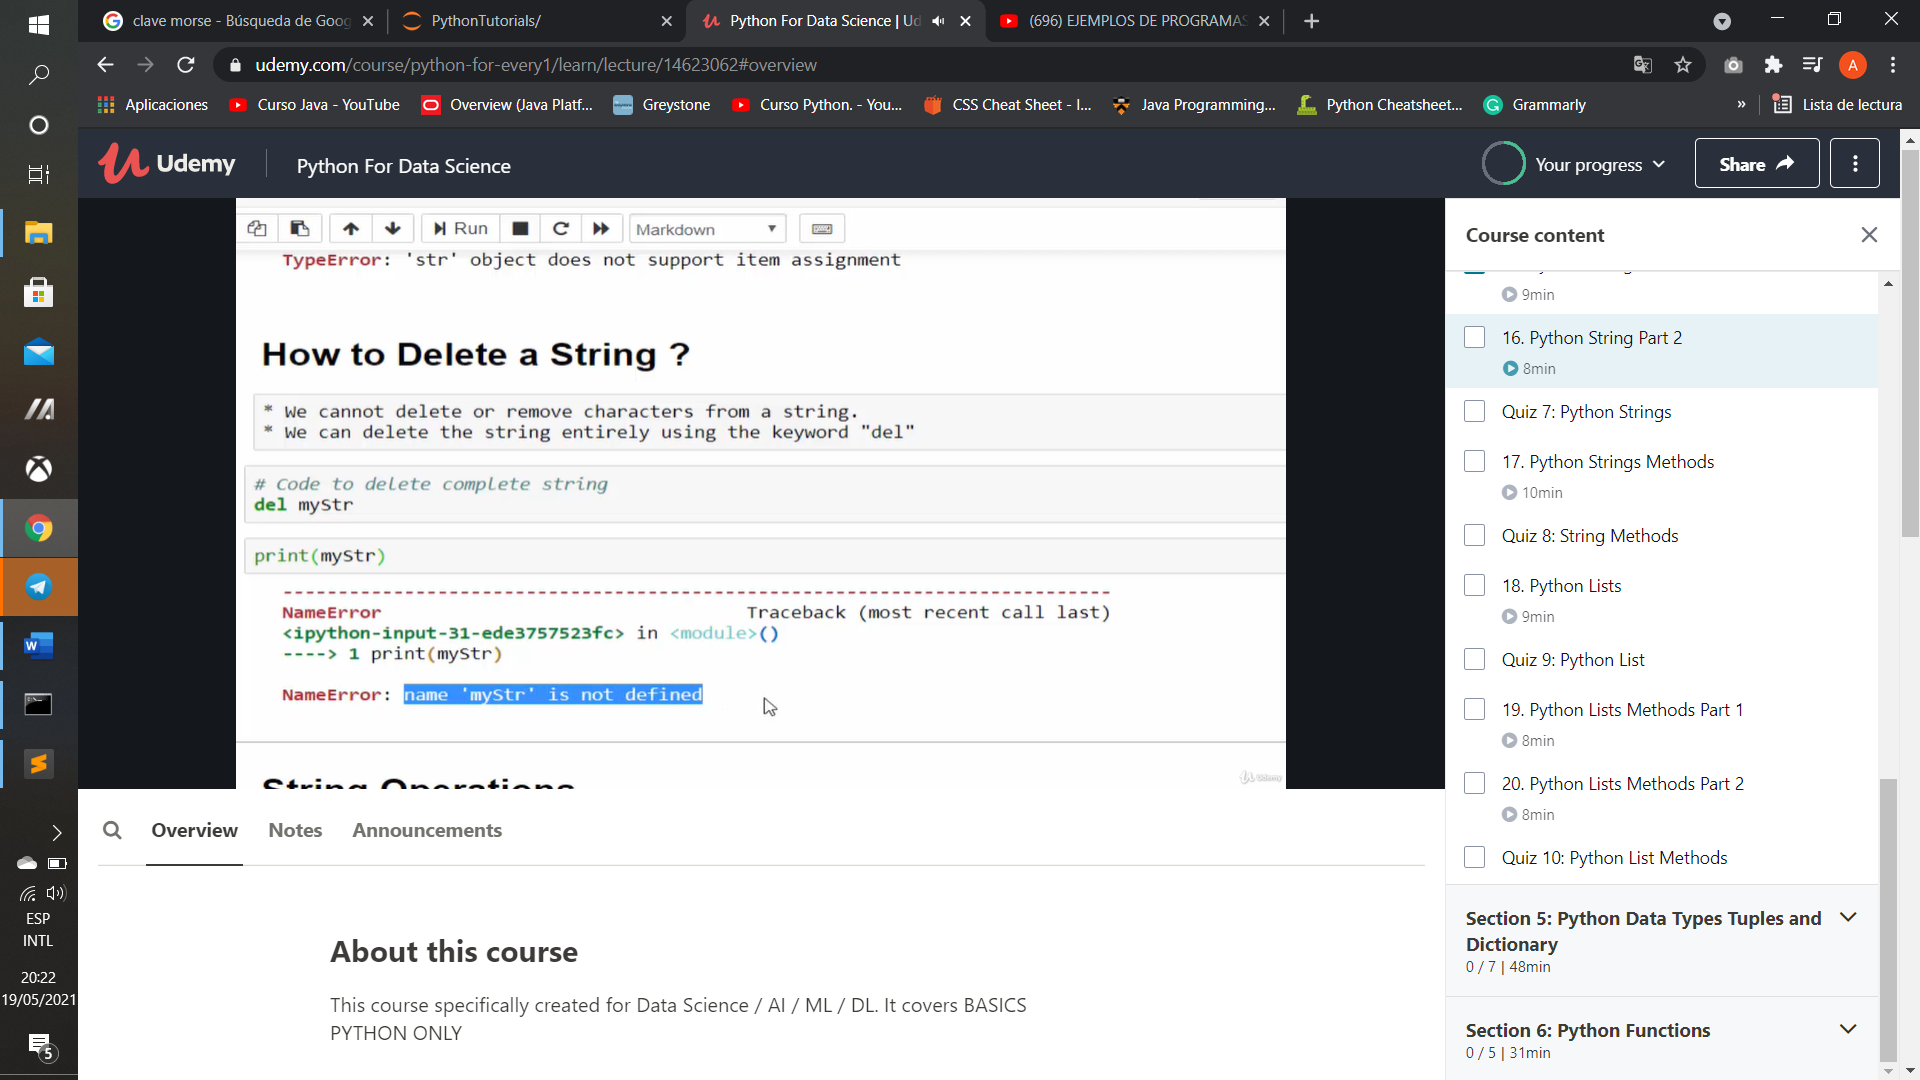 clave morse - Búsqueda de Goog
PythonTutorials/
Python For Data Science | Ud
(696) EJEMPLOS DE PROGRAMAS
udemy.com/course/python-for-every1/learn/lecture/14623062#overview
A
Aplicaciones
Curso Java - YouTube
Overview (Java Platf...
Greystone
Curso Python. - You...
CSS Cheat Sheet - I...
Java Programming...
Python Cheatsheet...
Grammarly
»
Lista de lectura
Udemy
Python For Data Science
Your progress
Share
Run
Markdown
TypeError: 'str' object does not support item assignment
How to Delete a String ?
* We cannot delete or remove characters from a string.
* We can delete the string entirely using the keyword "del"
# Code to delete complete string
del myStr
print(myStr)
---------------------------------------------------------------------------
NameError Traceback (most recent call last)
<ipython-input-31-ede3757523fc> in <module>()
----> 1 print(myStr)
NameError: name 'myStr' is not defined
String Operations
Udemy
Overview
Notes
Announcements
About this course
This course specifically created for Data Science / AI / ML / DL. It covers BASICS
PYTHON ONLY
Course content
9min
16. Python String Part 2
8min
Quiz 7: Python Strings
17. Python Strings Methods
10min
Quiz 8: String Methods
18. Python Lists
9min
Quiz 9: Python List
19. Python Lists Methods Part 1
8min
20. Python Lists Methods Part 2
8min
Quiz 10: Python List Methods
Section 5: Python Data Types Tuples and
Dictionary
0 / 7 | 48min
Section 6: Python Functions
0 / 5 | 31min
ESP
INTL
20:22
19/05/2021
5